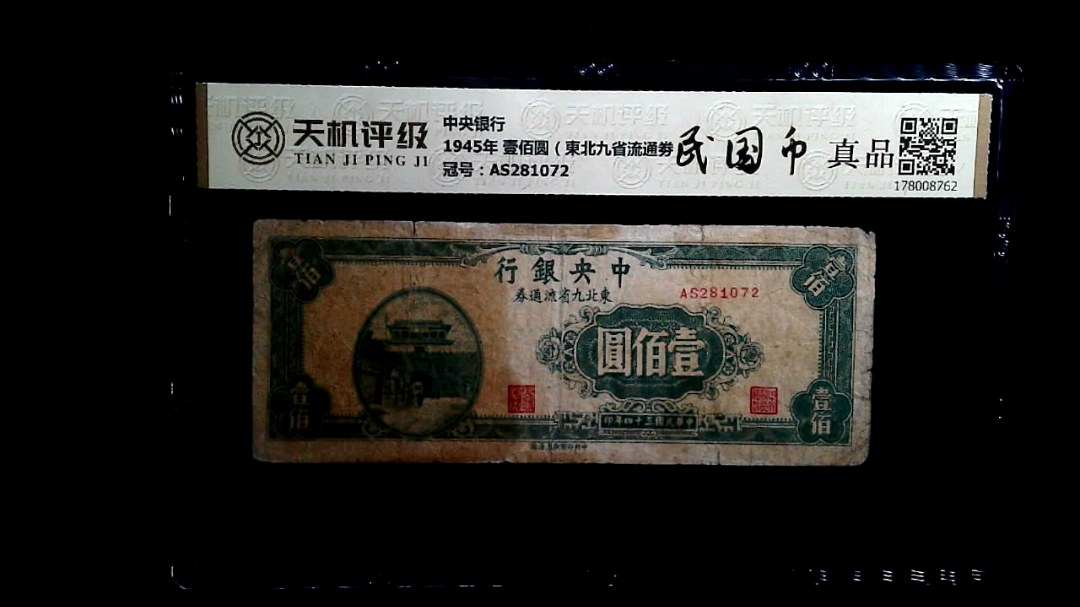 天机评级
TIAN JI PING JI
中央银行
1945年 壹佰圆（東北九省流通券
冠号：AS281072
民国币
真品
178008762
行銀央中
券通流省九北東
AS281072
圓佰壹
壹佰
壹佰
壹佰
印年四十三國民華中